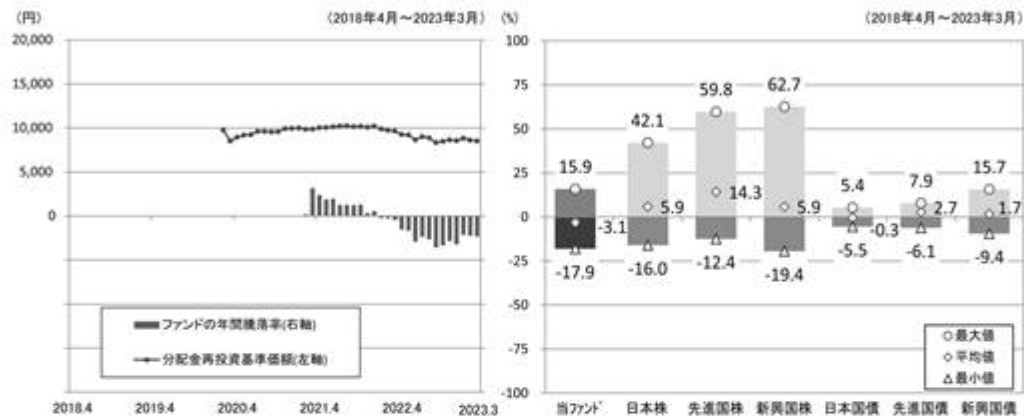 (円)
(2018年4月～2023年3月)
20,000
15,000
10,000
5,000
0
ファンドの年間騰落率(右軸)
分配金再投資基準価額(左軸)
2018.4 2019.4 2020.4 2021.4 2022.4 2023.3
(%)
(2018年4月～2023年3月)
100
75
50
25
0
-25
-50
-75
-100
15.9 42.1 59.8 62.7 5.4 7.9 15.7
-3.1 5.9 14.3 5.9 -0.3 2.7 1.7
-17.9 -16.0 -12.4 -19.4 -5.5 -6.1 -9.4
最大値
平均値
最小値
当ファンド 日本株 先進国株 新興国株 日本国債 先進国債 新興国債